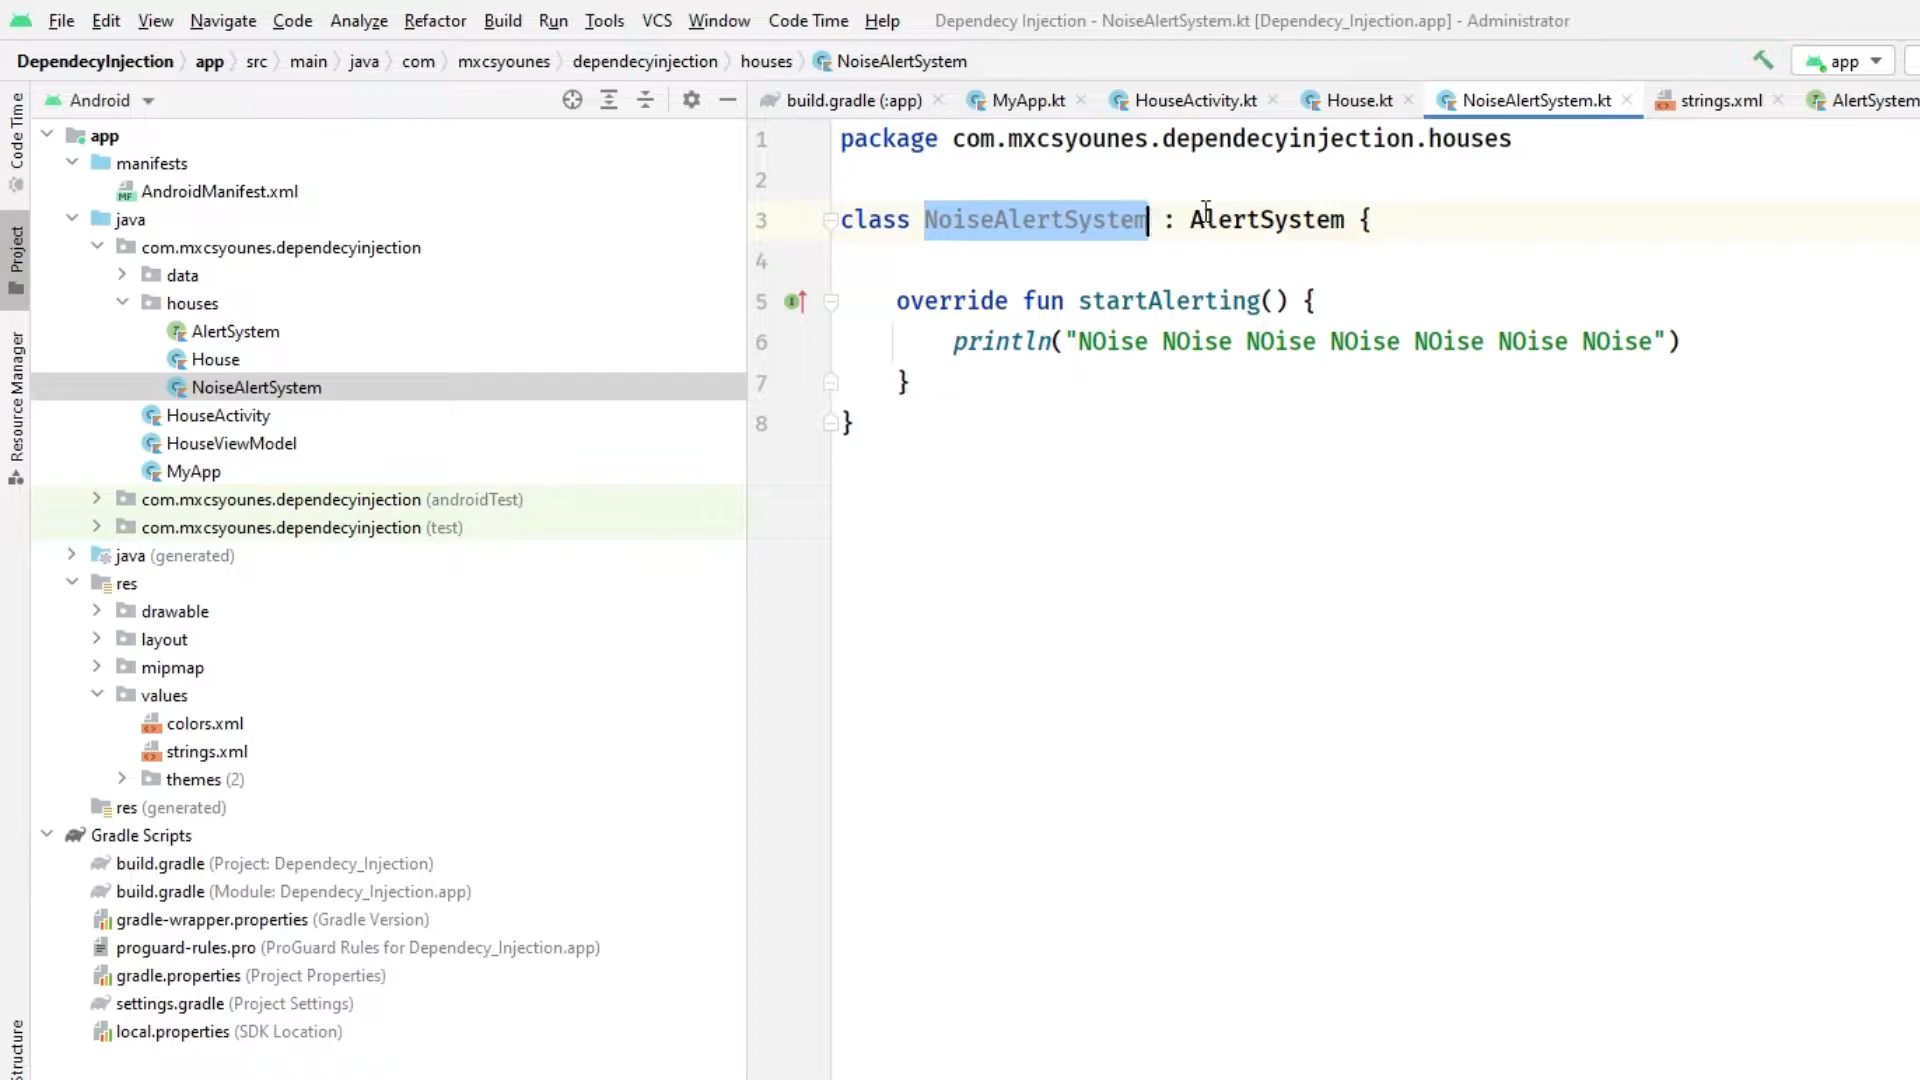 File Edit View Navigate Code Analyze Refactor Build Run Tools VCS Window Code Time Help Dependecy Injection - NoiseAlertSystem.kt [Dependecy_Injection.app] - Administrator
DependecyInjection app src main java com mxcsyounes dependecyinjection houses NoiseAlertSystem app
Android build.gradle (:app) MyApp.kt HouseActivity.kt House.kt NoiseAlertSystem.kt strings.xml AlertSystem
Code Time
Project
Resource Manager
Structure
app
manifests
MF AndroidManifest.xml
java
com.mxcsyounes.dependecyinjection
data
houses
AlertSystem
House
NoiseAlertSystem
HouseActivity
HouseViewModel
MyApp
com.mxcsyounes.dependecyinjection (androidTest)
com.mxcsyounes.dependecyinjection (test)
java (generated)
res
drawable
layout
mipmap
values
colors.xml
strings.xml
themes (2)
res (generated)
Gradle Scripts
build.gradle (Project: Dependecy_Injection)
build.gradle (Module: Dependecy_Injection.app)
gradle-wrapper.properties (Gradle Version)
proguard-rules.pro (ProGuard Rules for Dependecy_Injection.app)
gradle.properties (Project Properties)
settings.gradle (Project Settings)
local.properties (SDK Location)
1 package com.mxcsyounes.dependecyinjection.houses
2
3 class NoiseAlertSystem : AlertSystem {
4
5 override fun startAlerting() {
6 println("NOise NOise NOise NOise NOise NOise NOise")
7 }
8 }